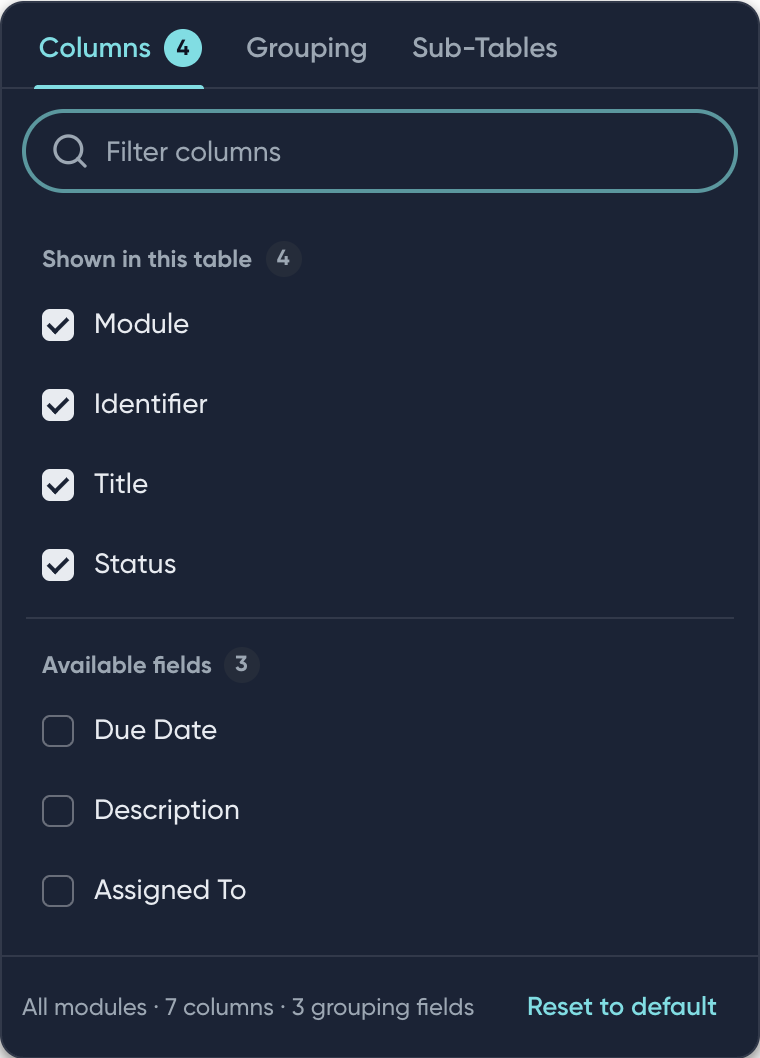 Columns 4 Grouping Sub-Tables
Filter columns
Shown in this table 4
Module
Identifier
Title
Status
Available fields 3
Due Date
Description
Assigned To
All modules · 7 columns · 3 grouping fields Reset to default